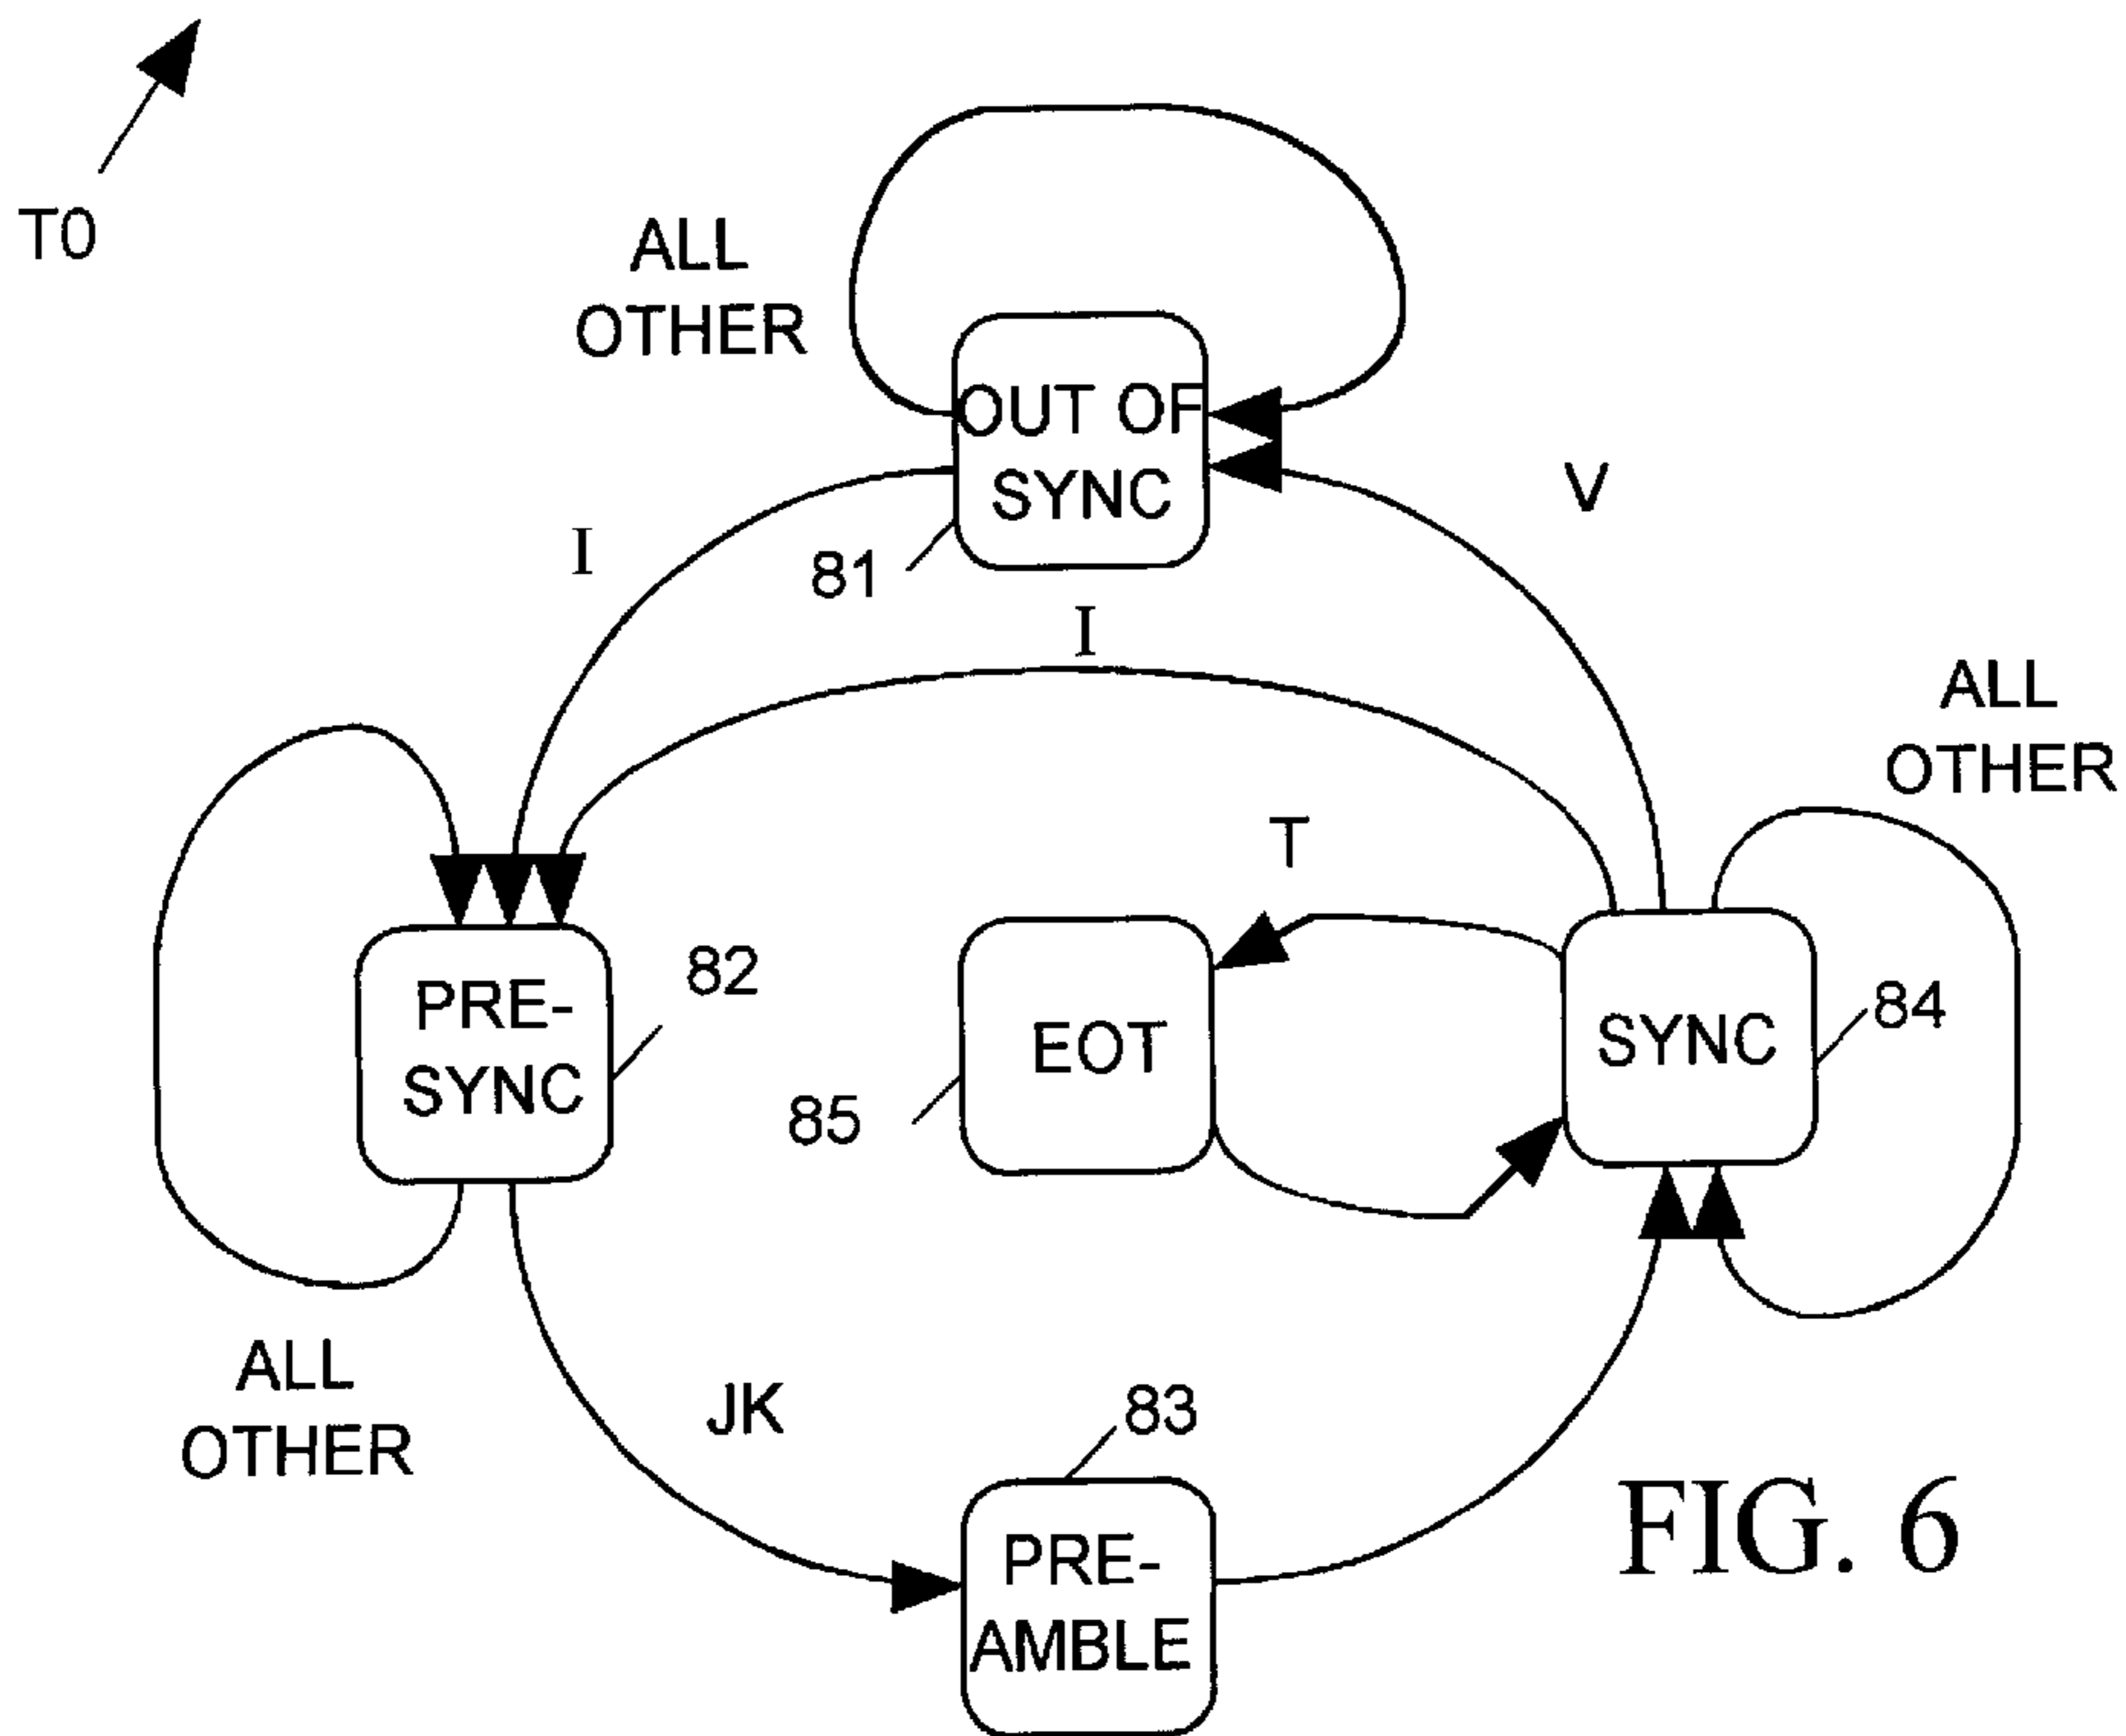 T0
ALL
OTHER
OUT OF
SYNC
81
V
I
I
ALL
OTHER
T
PRE-
SYNC
82
EOT
85
SYNC
84
ALL
OTHER
JK
83
PRE-
AMBLE
FIG. 6